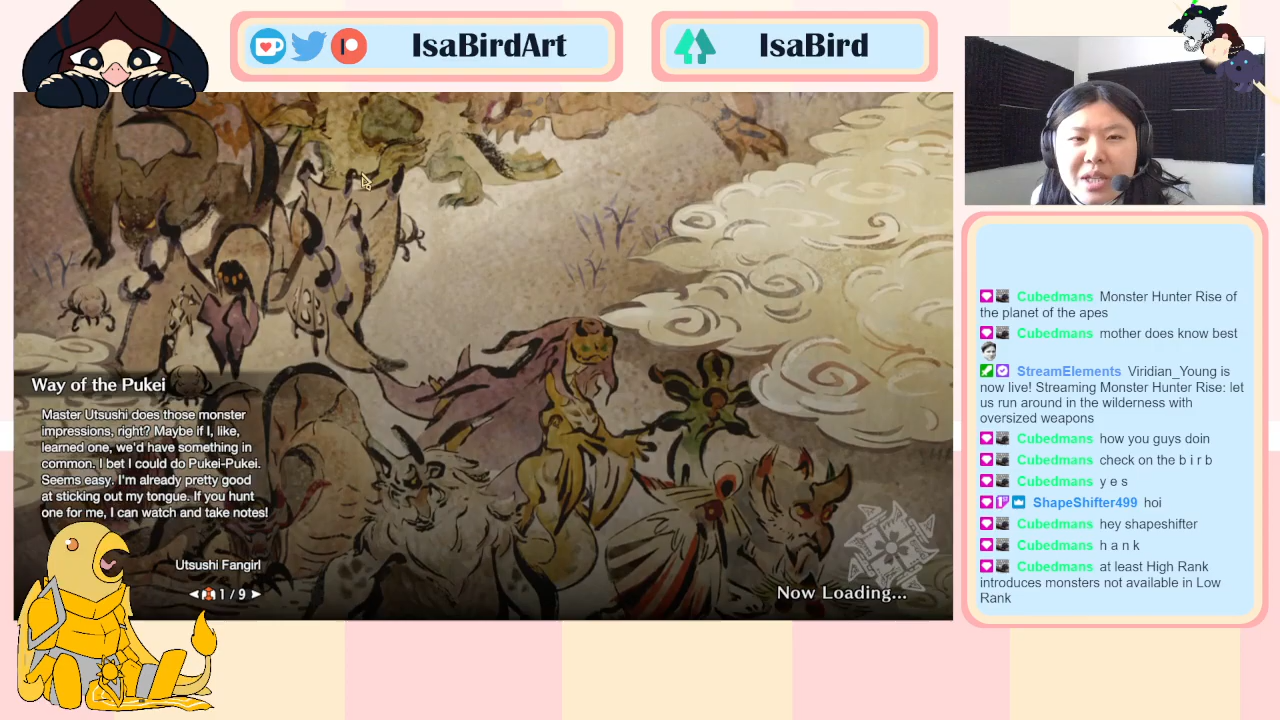 IsaBirdArt
IsaBird
Way of the Pukei
Master Utsushi does those monster
impressions, right? Maybe if I, like,
learned one, we'd have something in
common. I bet I could do Pukei-Pukei.
Seems easy. I'm already pretty good
at sticking out my tongue. If you hunt
one for me, I can watch and take notes!
Utsushi Fangirl
1 / 9
Now Loading...
Cubedmans Monster Hunter Rise of
the planet of the apes
Cubedmans mother does know best
StreamElements Viridian_Young is
now live! Streaming Monster Hunter Rise: let
us run around in the wilderness with
oversized weapons
Cubedmans how you guys doin
Cubedmans check on the b i r b
Cubedmans y e s
ShapeShifter499 hoi
Cubedmans hey shapeshifter
Cubedmans h a n k
Cubedmans at least High Rank
introduces monsters not available in Low
Rank